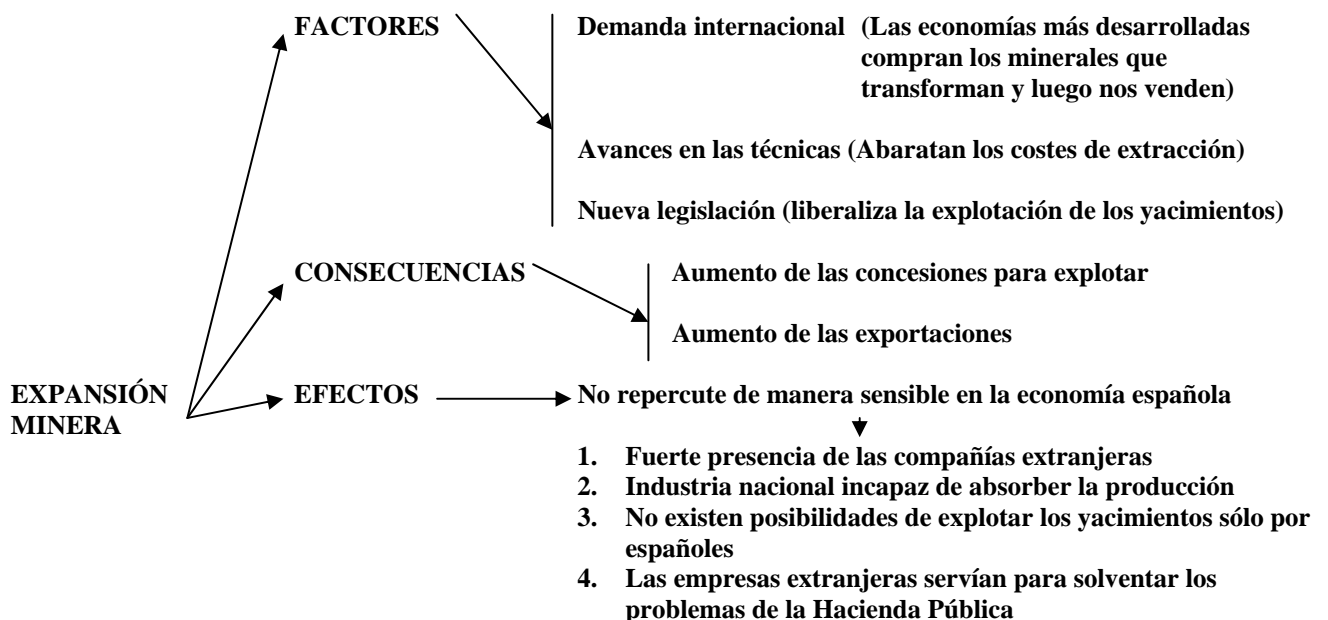 FACTORES
Demanda internacional (Las economías más desarrolladas
compran los minerales que
transforman y luego nos venden)
Avances en las técnicas (Abaratan los costes de extracción)
Nueva legislación (liberaliza la explotación de los yacimientos)
CONSECUENCIAS
Aumento de las concesiones para explotar
Aumento de las exportaciones
EXPANSIÓN
MINERA
EFECTOS
No repercute de manera sensible en la economía española
1. Fuerte presencia de las compañías extranjeras
2. Industria nacional incapaz de absorber la producción
3. No existen posibilidades de explotar los yacimientos sólo por
españoles
4. Las empresas extranjeras servían para solventar los
problemas de la Hacienda Pública